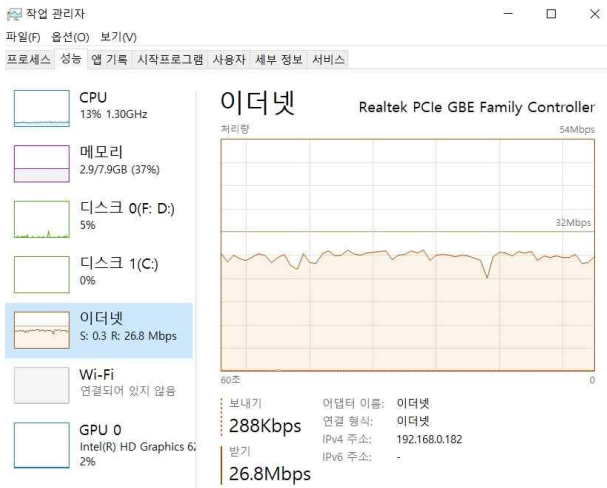 작업 관리자
파일(F) 옵션(O) 보기(V)
프로세스 성능 앱 기록 시작프로그램 사용자 세부 정보 서비스
CPU
13% 1.30GHz
메모리
2.9/7.9GB (37%)
디스크 0(F: D:)
5%
디스크 1(C:)
0%
이더넷
S: 0.3 R: 26.8 Mbps
Wi-Fi
연결되어 있지 않음
GPU 0
Intel(R) HD Graphics 62
2%
이더넷 Realtek PCIe GBE Family Controller
처리량 54Mbps
32Mbps
60초 0
보내기
288Kbps
받기
26.8Mbps
어댑터 이름: 이더넷
연결 형식: 이더넷
IPv4 주소: 192.168.0.182
IPv6 주소: -